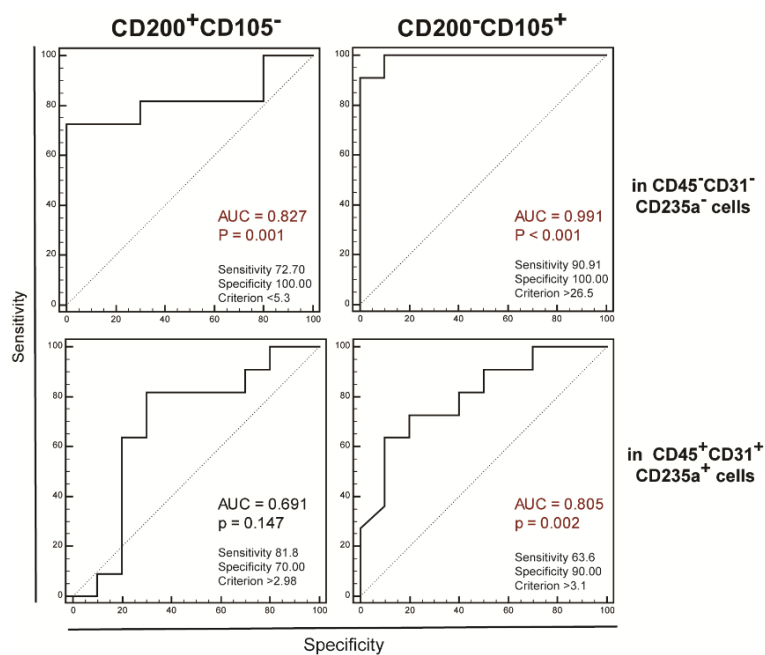 CD200⁺CD105⁻
CD200⁻CD105⁺
100
80
60
40
20
0
0 20 40 60 80 100
AUC = 0.827
P = 0.001
Sensitivity 72.70
Specificity 100.00
Criterion <5.3
100
80
60
40
20
0
0 20 40 60 80 100
AUC = 0.991
P < 0.001
Sensitivity 90.91
Specificity 100.00
Criterion >26.5
in CD45⁻CD31⁻
CD235a⁻ cells
Sensitivity
100
80
60
40
20
0
0 20 40 60 80 100
AUC = 0.691
p = 0.147
Sensitivity 81.8
Specificity 70.00
Criterion >2.98
100
80
60
40
20
0
0 20 40 60 80 100
AUC = 0.805
p = 0.002
Sensitivity 63.6
Specificity 90.00
Criterion >3.1
in CD45⁺CD31⁺
CD235a⁺ cells
Specificity